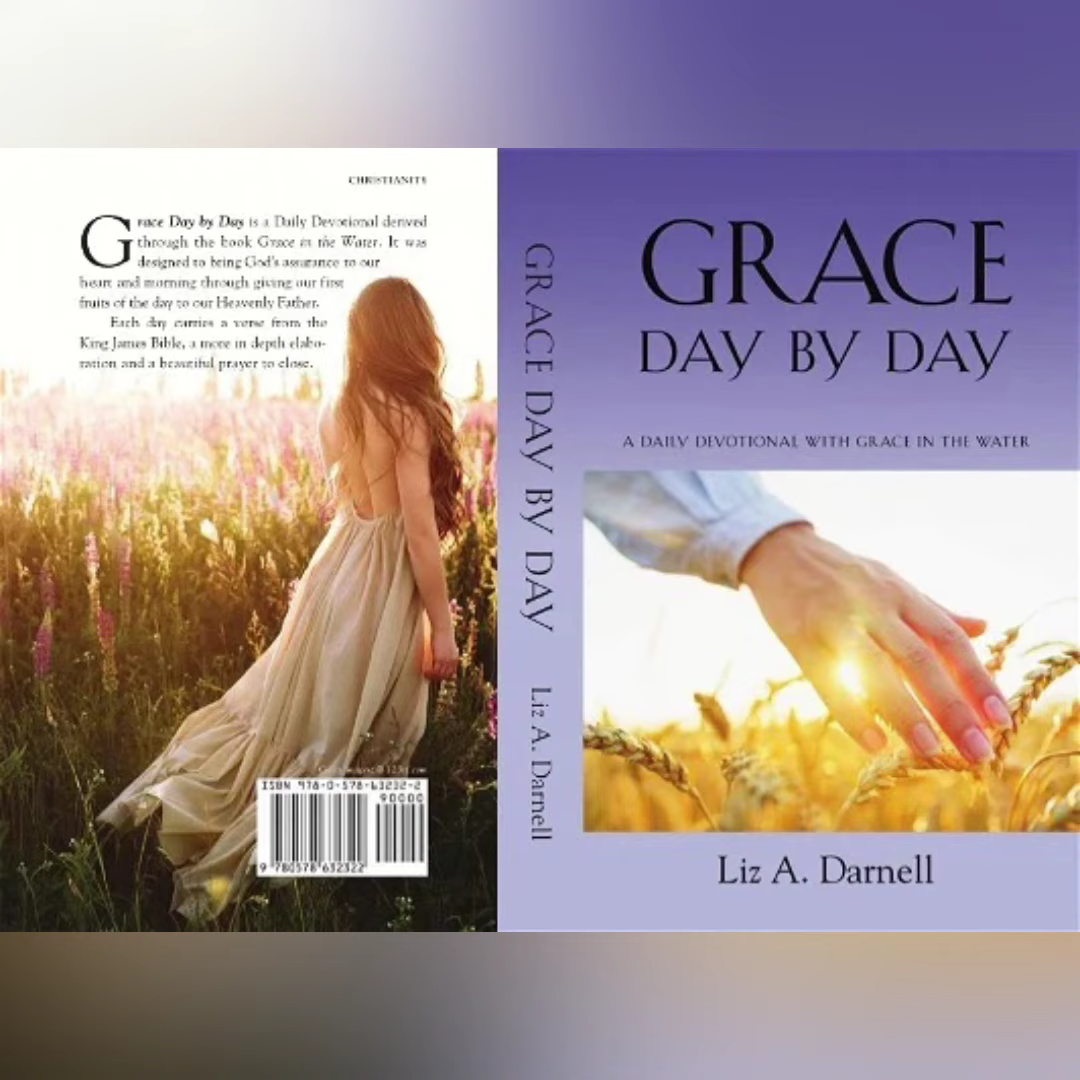 CHRISTIANITY
Grace Day by Day is a Daily Devotional derived
through the book Grace in the Water. It was
designed to bring God's assurance to our
heart and morning through giving our first
fruits of the day to our Heavenly Father.
Each day carries a verse from the
King James Bible, a more in depth elabo-
ration and a beautiful prayer to close.
ISBN 978-0-578-63232-2
90000
9 780578 632322
GRACE DAY BY DAY Liz A. Darnell
GRACE
DAY BY DAY
A DAILY DEVOTIONAL WITH GRACE IN THE WATER
Liz A. Darnell